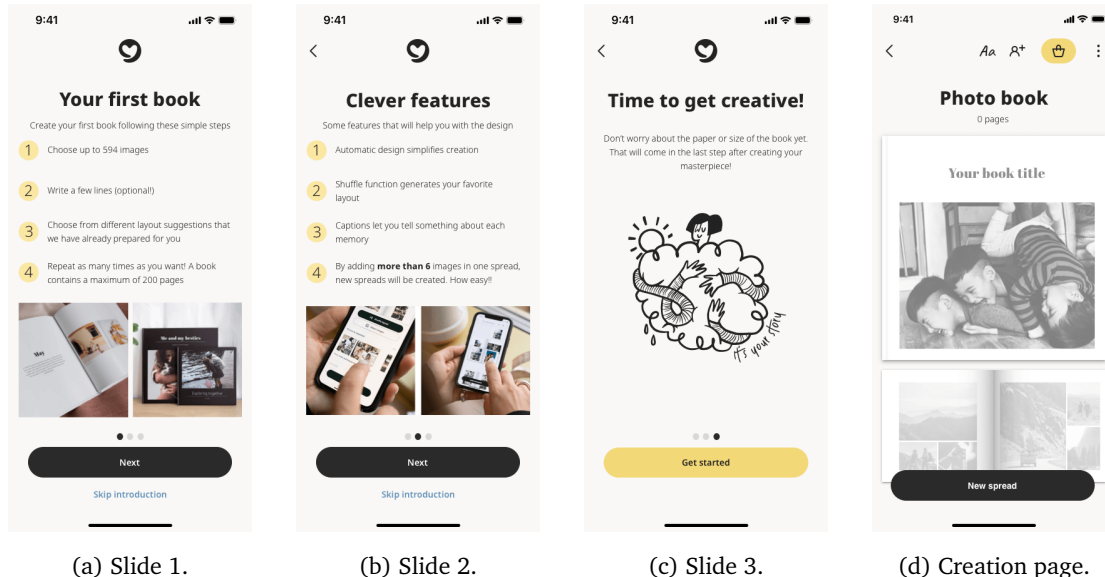 9:41
Your first book
Create your first book following these simple steps
1 Choose up to 594 images
2 Write a few lines (optional!)
3 Choose from different layout suggestions that
we have already prepared for you
4 Repeat as many times as you want! A book
contains a maximum of 200 pages
May
Me and my besties
Exploring together
Next
Skip introduction
(a) Slide 1.
9:41
Clever features
Some features that will help you with the design
1 Automatic design simplifies creation
2 Shuffle function generates your favorite
layout
3 Captions let you tell something about each
memory
4 By adding more than 6 images in one spread,
new spreads will be created. How easy!!
Next
Skip introduction
(b) Slide 2.
9:41
Time to get creative!
Don't worry about the paper or size of the book yet.
That will come in the last step after creating your
masterpiece!
it's your story
Get started
(c) Slide 3.
9:41
Aa
Photo book
0 pages
Your book title
New spread
(d) Creation page.